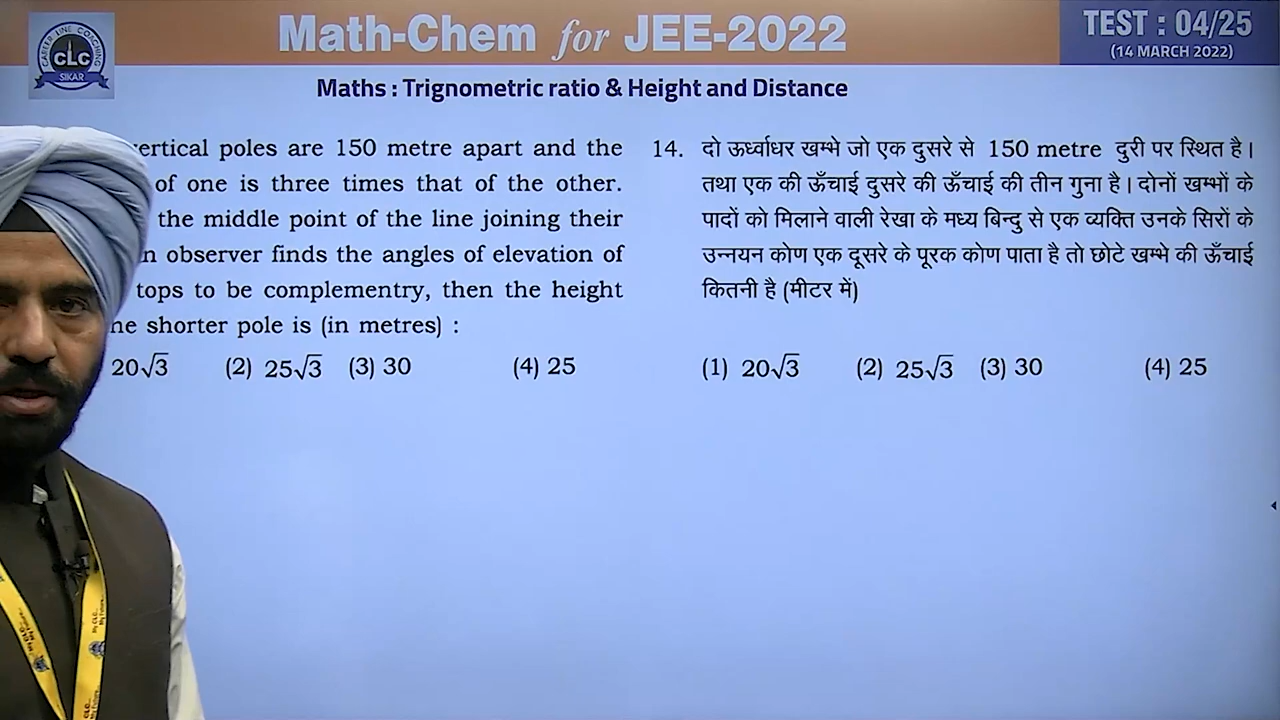 Math-Chem for JEE-2022
TEST : 04/25
(14 MARCH 2022)
CAREER LINE COACHING
CLC
SIKAR
Maths : Trignometric ratio & Height and Distance
vertical poles are 150 metre apart and the
of one is three times that of the other.
the middle point of the line joining their
n observer finds the angles of elevation of
tops to be complementry, then the height
he shorter pole is (in metres) :
20√3 (2) 25√3 (3) 30 (4) 25
14. दो ऊर्ध्वाधर खम्भे जो एक दुसरे से 150 metre दुरी पर स्थित है।
तथा एक की ऊँचाई दुसरे की ऊँचाई की तीन गुना है। दोनों खम्भों के
पादों को मिलाने वाली रेखा के मध्य बिन्दु से एक व्यक्ति उनके सिरों के
उन्नयन कोण एक दूसरे के पूरक कोण पाता है तो छोटे खम्भे की ऊँचाई
कितनी है (मीटर में)
(1) 20√3 (2) 25√3 (3) 30 (4) 25